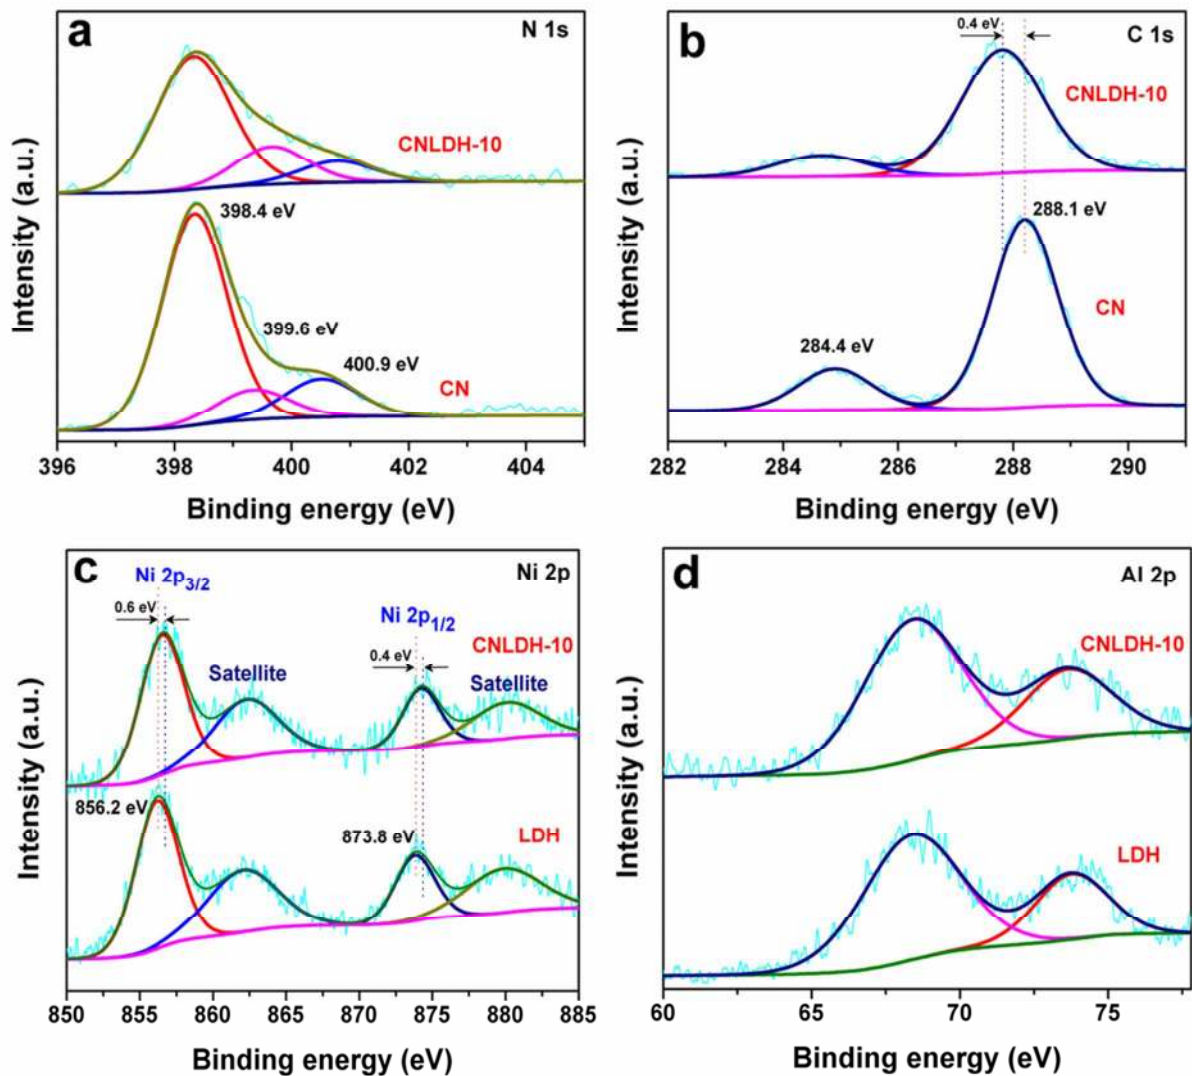 a
N 1s
CNLDH-10
398.4 eV
399.6 eV
400.9 eV
CN
Intensity (a.u.)
396 398 400 402 404
Binding energy (eV)
b
0.4 eV
C 1s
CNLDH-10
288.1 eV
284.4 eV
CN
Intensity (a.u.)
282 284 286 288 290
Binding energy (eV)
c
Ni 2p3/2
Ni 2p
0.6 eV
Ni 2p1/2
CNLDH-10
0.4 eV
Satellite
Satellite
856.2 eV
873.8 eV
LDH
Intensity (a.u.)
850 855 860 865 870 875 880 885
Binding energy (eV)
d
Al 2p
CNLDH-10
LDH
Intensity (a.u.)
60 65 70 75
Binding energy (eV)